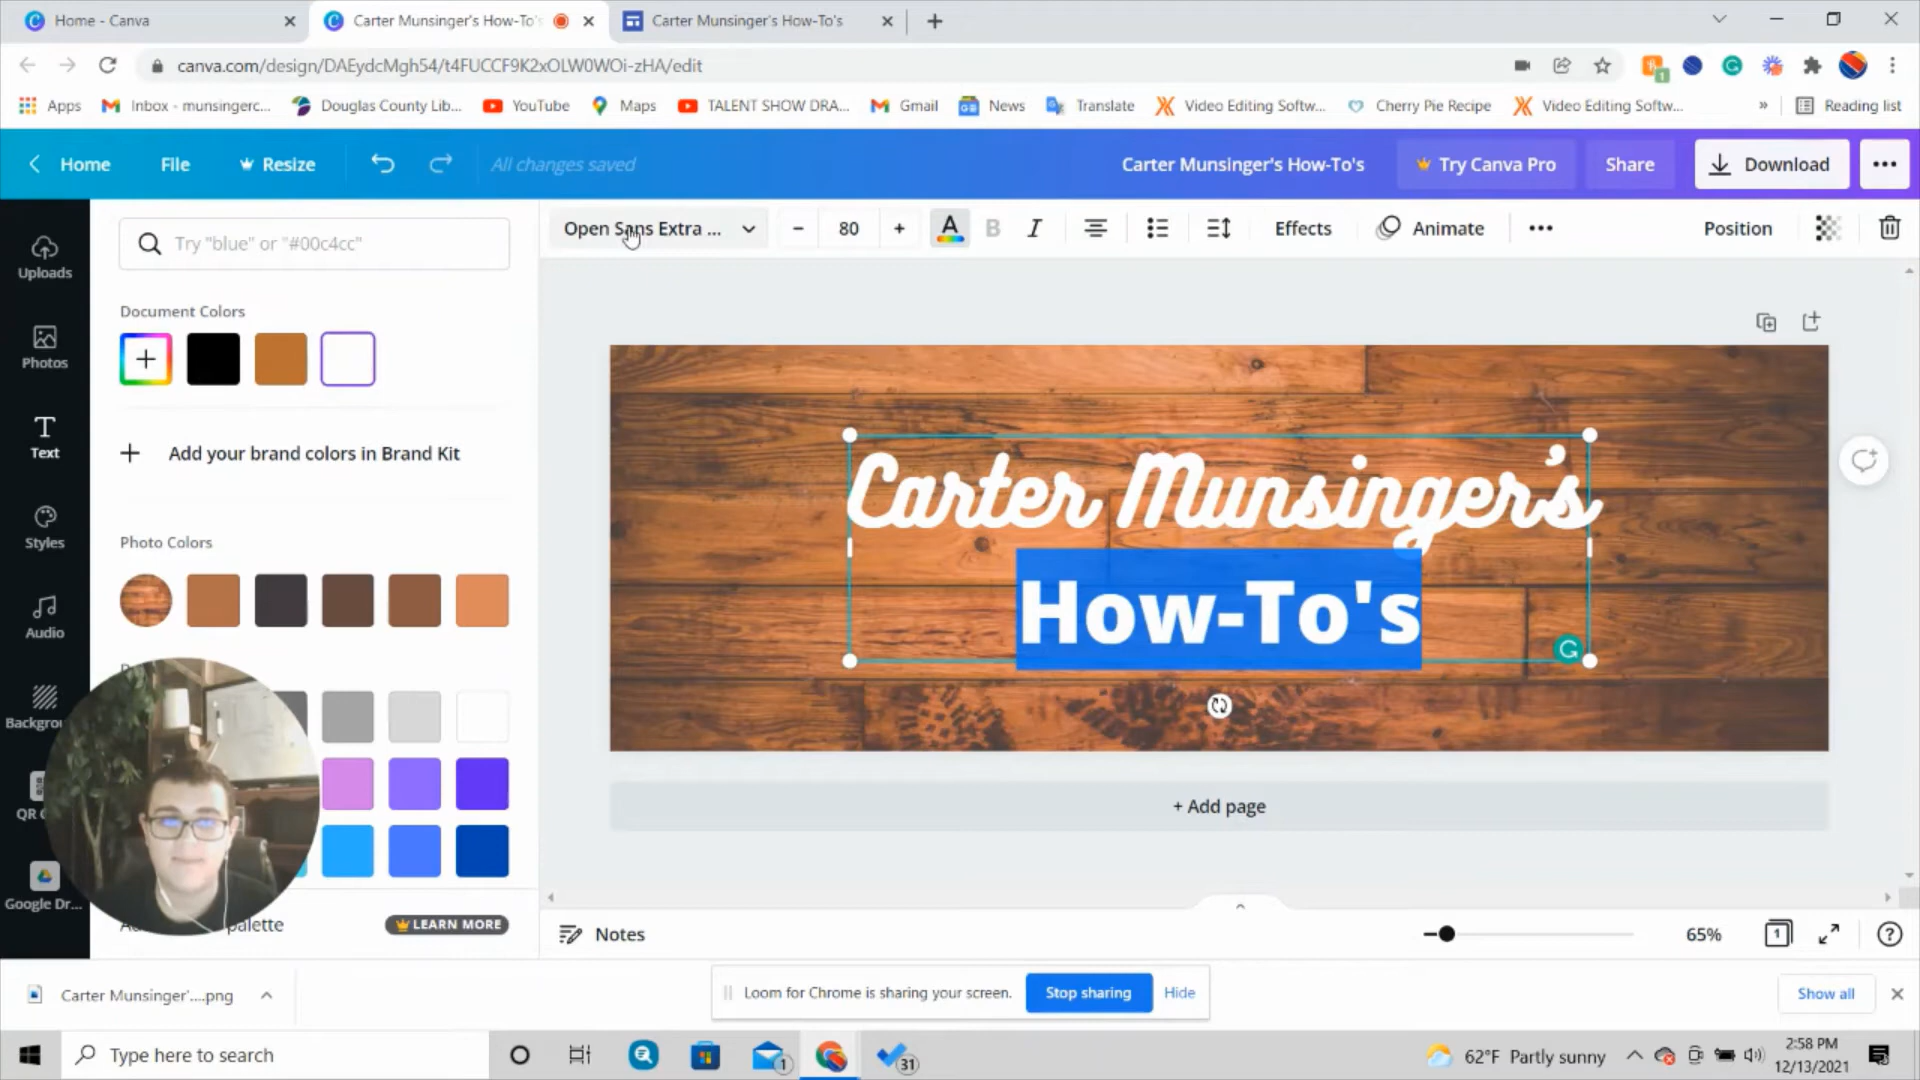 Home - Canva
Carter Munsinger's How-To's
Carter Munsinger's How-To's
canva.com/design/DAEydcMgh54/t4FUCCF9K2xOLW0WOi-zHA/edit
1
Apps
Inbox - munsingerc...
Douglas County Lib...
YouTube
Maps
TALENT SHOW DRA...
Gmail
News
Translate
Video Editing Softw...
Cherry Pie Recipe
Video Editing Softw...
»
Reading list
Home
File
Resize
All changes saved
Carter Munsinger's How-To's
Try Canva Pro
Share
Download
Uploads
Photos
Text
Styles
Audio
Google Dr...
Try "blue" or "#00c4cc"
Document Colors
Add your brand colors in Brand Kit
Photo Colors
palette
LEARN MORE
Open Sans Extra ...
80
A
B
I
Effects
Animate
Position
Carter Munsinger's
How-To's
+ Add page
Notes
65%
1
Carter Munsinger'....png
Loom for Chrome is sharing your screen.
Stop sharing
Hide
Show all
Type here to search
1
31
62°F Partly sunny
2:58 PM
12/13/2021